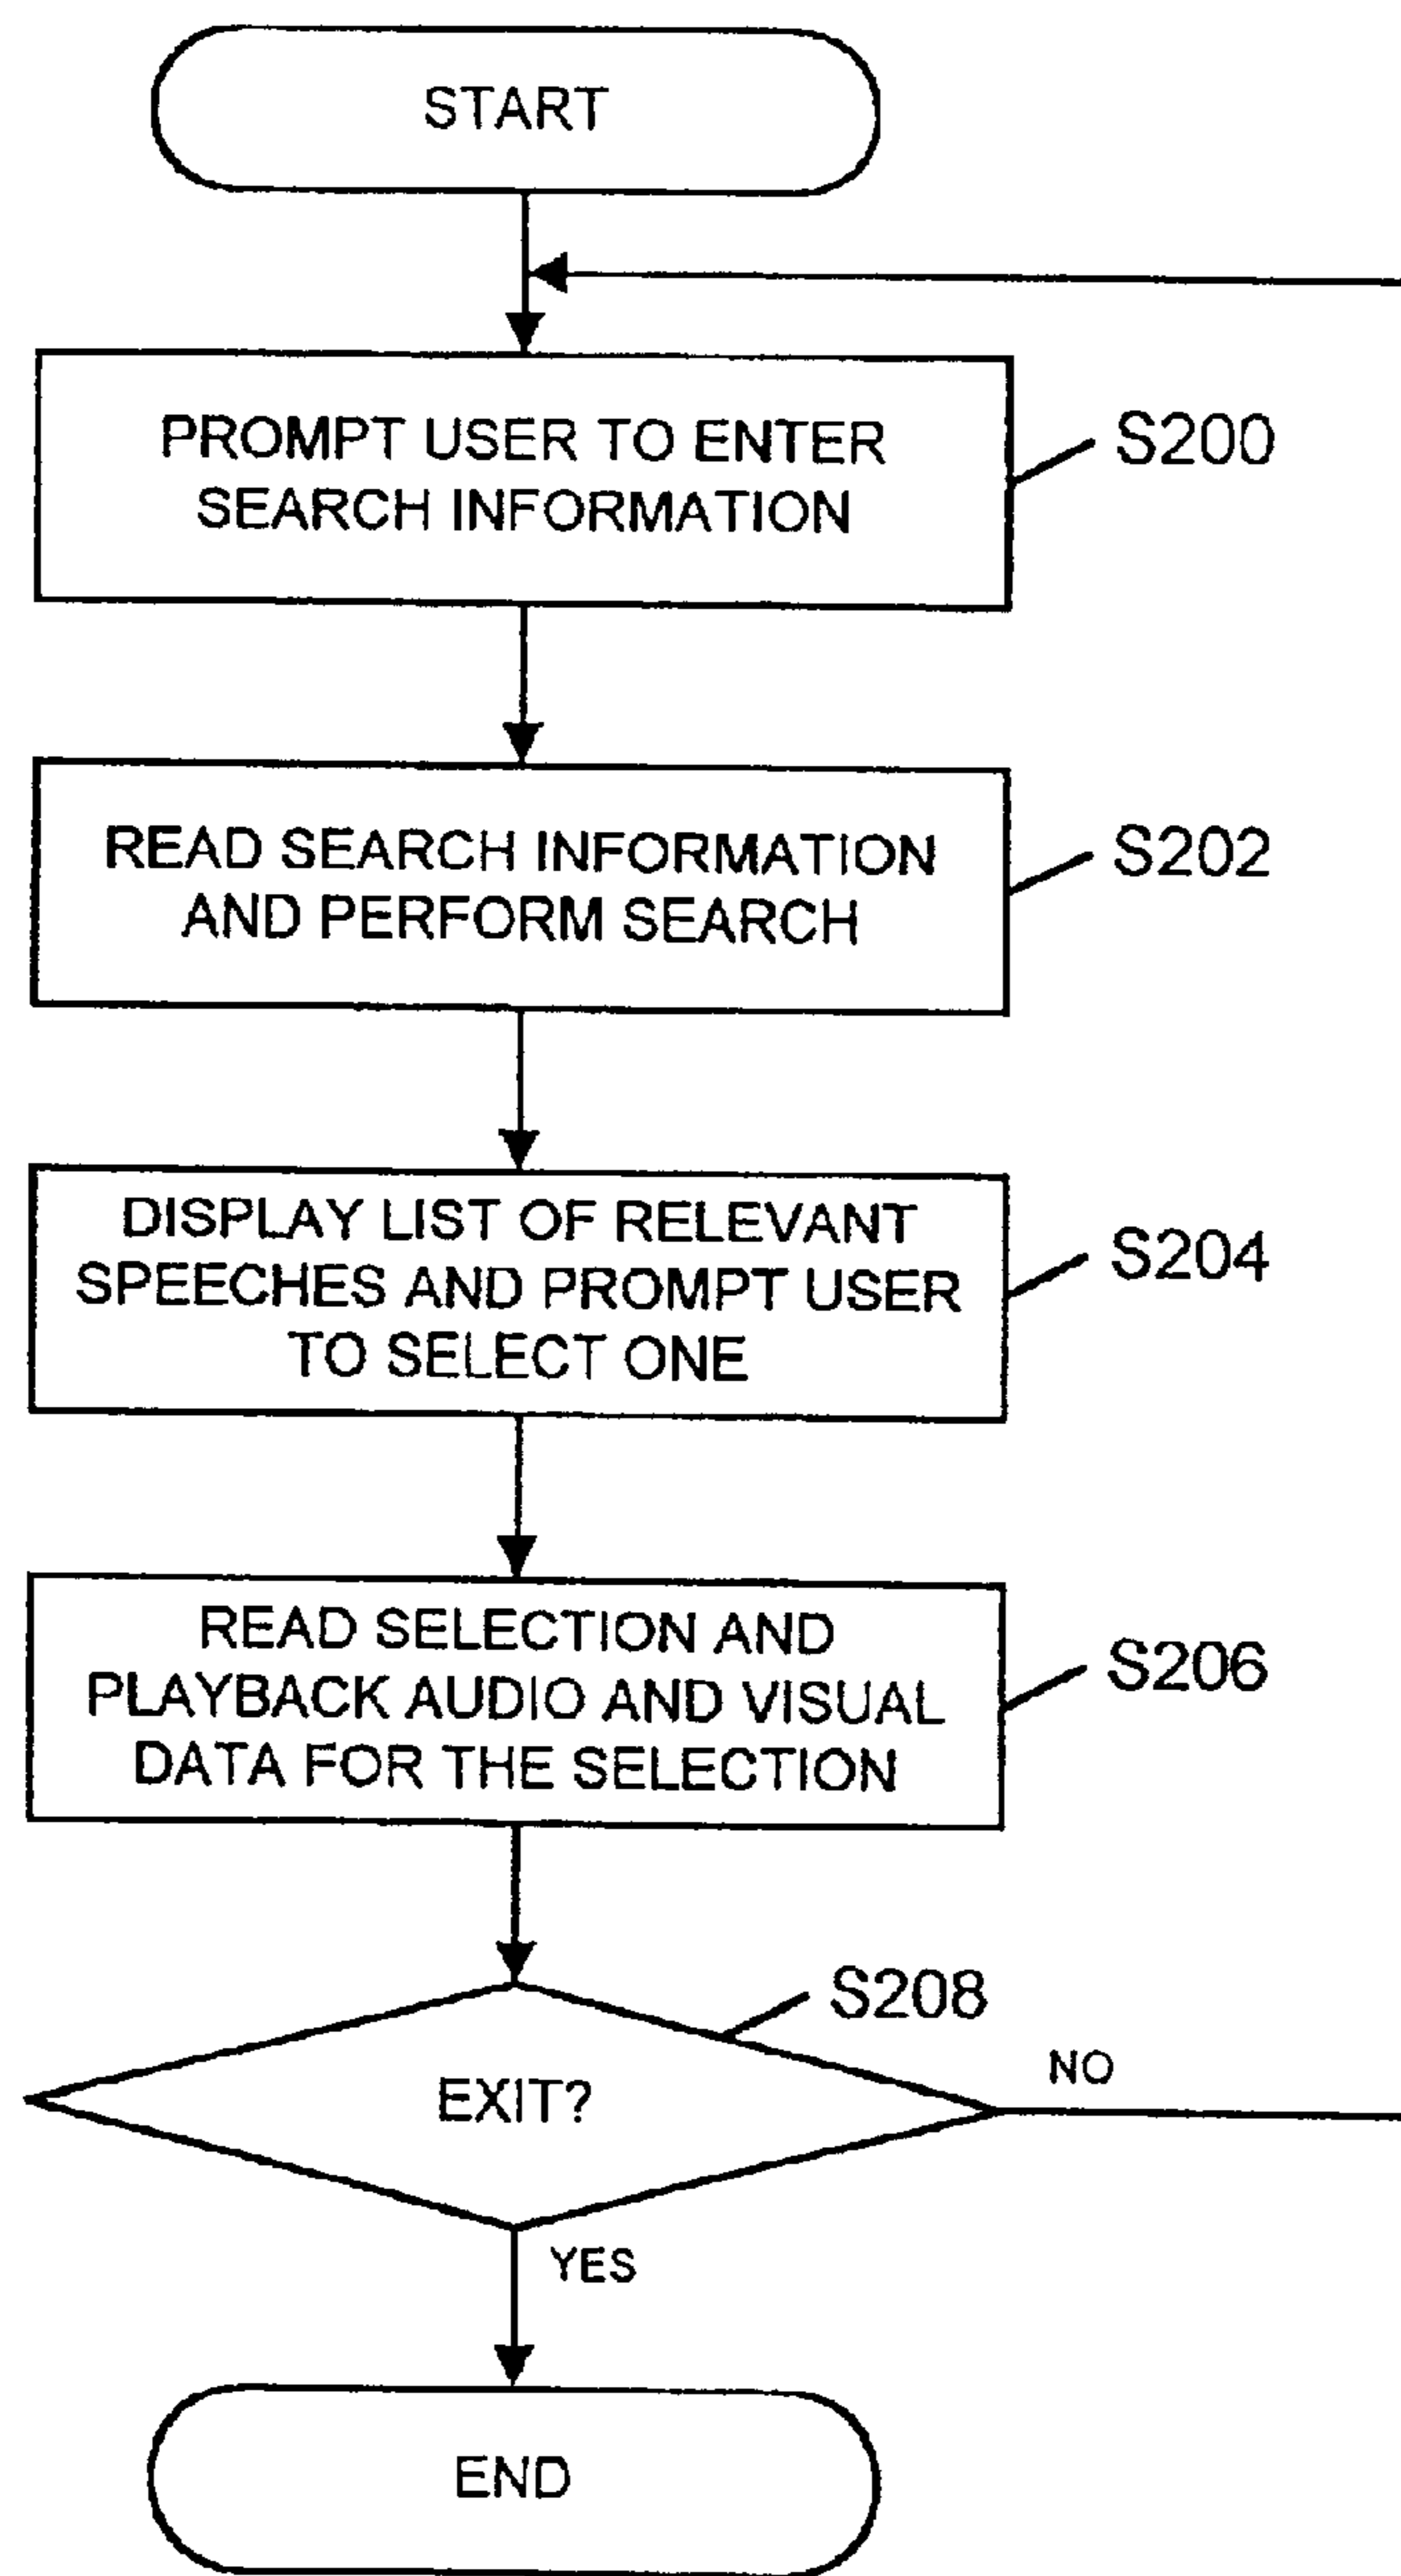 START
PROMPT USER TO ENTER
SEARCH INFORMATION
S200
READ SEARCH INFORMATION
AND PERFORM SEARCH
S202
DISPLAY LIST OF RELEVANT
SPEECHES AND PROMPT USER
TO SELECT ONE
S204
READ SELECTION AND
PLAYBACK AUDIO AND VISUAL
DATA FOR THE SELECTION
S206
S208
EXIT?
NO
YES
END